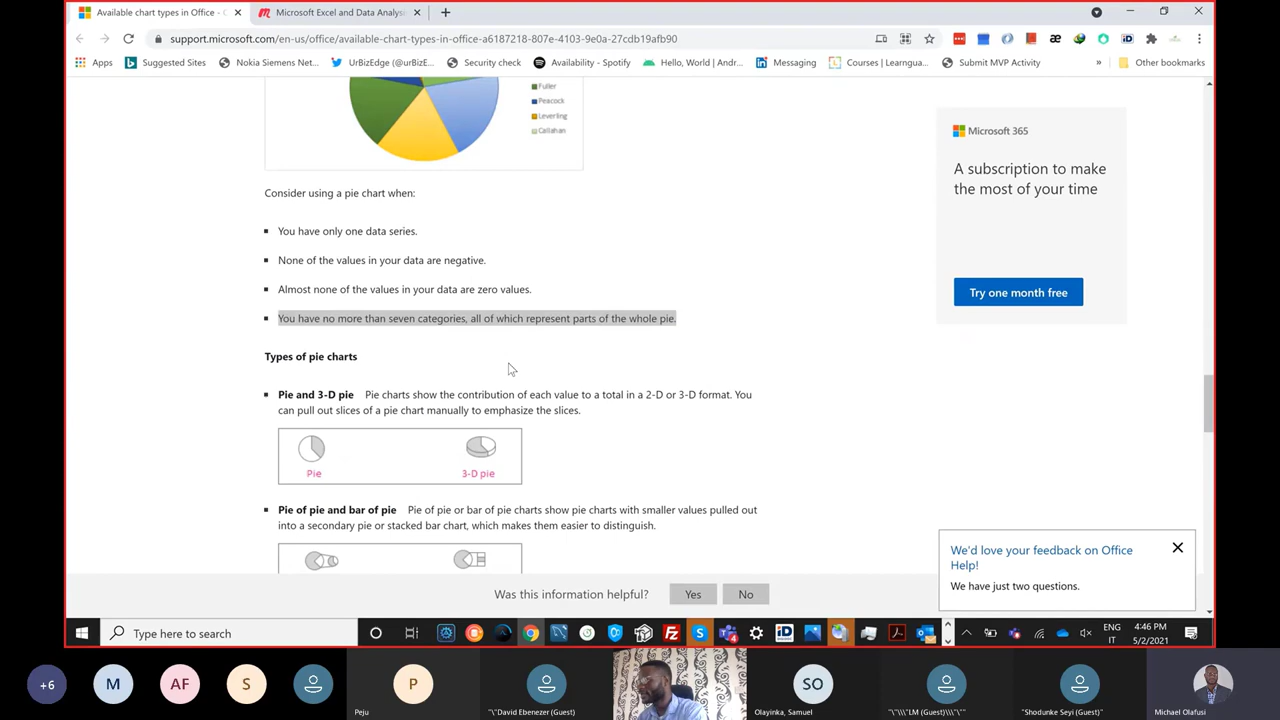 Available chart types in Office - 
Microsoft Excel and Data Analysi
support.microsoft.com/en-us/office/available-chart-types-in-office-a6187218-807e-4103-9e0a-27cdb19afb90
Apps
Suggested Sites
Nokia Siemens Net...
UrBizEdge (@urBizE...
Security check
Availability - Spotify
Hello, World | Andr...
Messaging
Courses | Learngua...
Submit MVP Activity
»
Other bookmarks
Fuller
Peacock
Leverling
Callahan
Microsoft 365
A subscription to make
the most of your time
Try one month free
Consider using a pie chart when:
You have only one data series.
None of the values in your data are negative.
Almost none of the values in your data are zero values.
You have no more than seven categories, all of which represent parts of the whole pie.
Types of pie charts
Pie and 3-D pie Pie charts show the contribution of each value to a total in a 2-D or 3-D format. You
can pull out slices of a pie chart manually to emphasize the slices.
Pie
3-D pie
Pie of pie and bar of pie Pie of pie or bar of pie charts show pie charts with smaller values pulled out
into a secondary pie or stacked bar chart, which makes them easier to distinguish.
We'd love your feedback on Office
Help!
We have just two questions.
Was this information helpful?
Yes
No
Type here to search
ENG
IT
4:46 PM
5/2/2021
+6
M
AF
S
P
SO
Peju
"\"David Ebenezer (Guest)
Olayinka, Samuel
"\"\\\"LM (Guest)\\\"\""
"Shodunke Seyi (Guest)"
Michael Olafusi